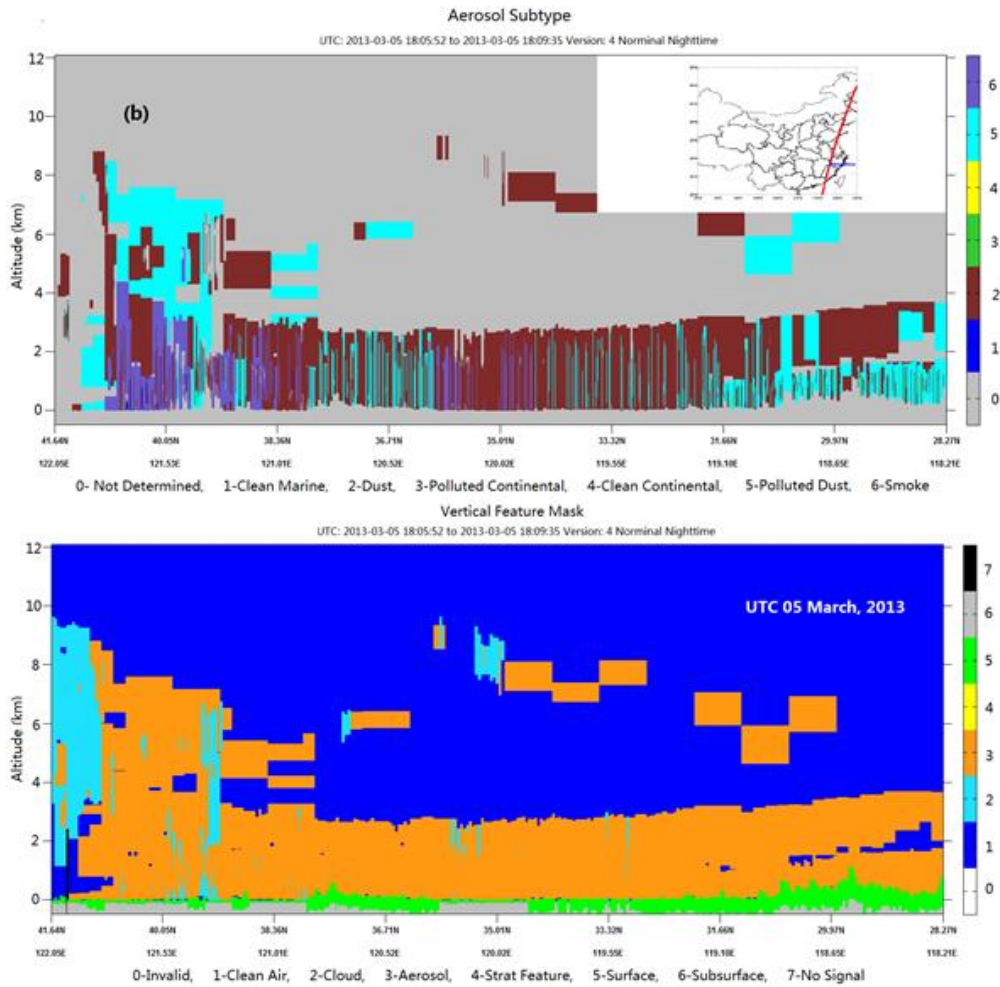 Aerosol Subtype
UTC: 2013-03-05 18:05:52 to 2013-03-05 18:09:35 Version: 4 Norminal Nighttime
(b)
Altitude (km)
12
10
8
6
4
2
0
6
5
4
3
2
1
0
41.64N 40.05N 38.36N 36.71N 35.01N 33.32N 31.66N 29.97N 28.27N
122.05E 121.53E 121.01E 120.52E 120.02E 119.55E 119.10E 118.65E 118.21E
0- Not Determined, 1-Clean Marine, 2-Dust, 3-Polluted Continental, 4-Clean Continental, 5-Polluted Dust, 6-Smoke
Vertical Feature Mask
UTC: 2013-03-05 18:05:52 to 2013-03-05 18:09:35 Version: 4 Norminal Nighttime
UTC 05 March, 2013
Altitude (km)
12
10
8
6
4
2
0
7
6
5
4
3
2
1
0
41.64N 40.05N 38.36N 36.71N 35.01N 33.32N 31.66N 29.97N 28.27N
122.05E 121.53E 121.01E 120.52E 120.02E 119.55E 119.10E 118.65E 118.21E
0-Invalid, 1-Clean Air, 2-Cloud, 3-Aerosol, 4-Strat Feature, 5-Surface, 6-Subsurface, 7-No Signal